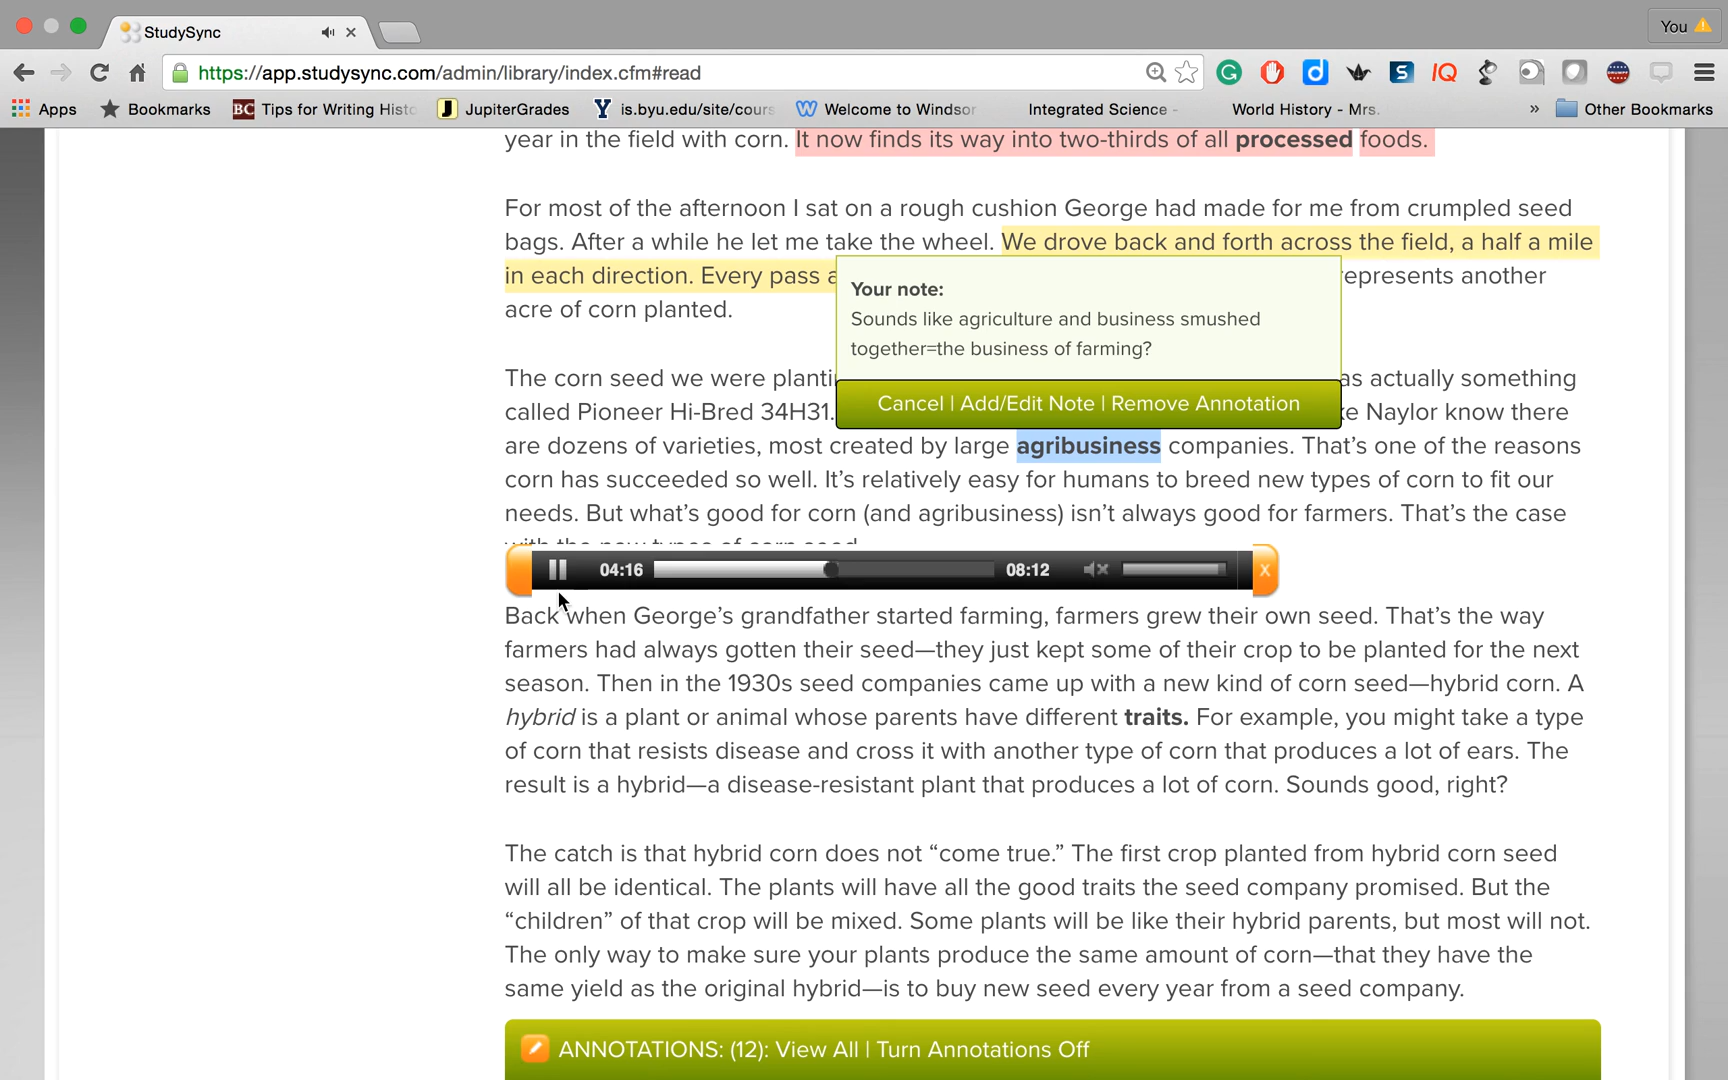 StudySync
You
https://app.studysync.com/admin/library/index.cfm#read
Apps Bookmarks BC Tips for Writing Histo J JupiterGrades Y is.byu.edu/site/cours W Welcome to Windsor Integrated Science - World History - Mrs. » Other Bookmarks
year in the field with corn. It now finds its way into two-thirds of all processed foods.
For most of the afternoon I sat on a rough cushion George had made for me from crumpled seed
bags. After a while he let me take the wheel. We drove back and forth across the field, a half a mile
in each direction. Every pass a
represents another
acre of corn planted.
Your note:
Sounds like agriculture and business smushed
together=the business of farming?
Cancel | Add/Edit Note | Remove Annotation
The corn seed we were planti
as actually something
called Pioneer Hi-Bred 34H31.
ke Naylor know there
are dozens of varieties, most created by large agribusiness companies. That’s one of the reasons
corn has succeeded so well. It’s relatively easy for humans to breed new types of corn to fit our
needs. But what’s good for corn (and agribusiness) isn’t always good for farmers. That’s the case
with the new types of corn seed.
04:16 08:12 X
Back when George’s grandfather started farming, farmers grew their own seed. That’s the way
farmers had always gotten their seed—they just kept some of their crop to be planted for the next
season. Then in the 1930s seed companies came up with a new kind of corn seed—hybrid corn. A
hybrid is a plant or animal whose parents have different traits. For example, you might take a type
of corn that resists disease and cross it with another type of corn that produces a lot of ears. The
result is a hybrid—a disease-resistant plant that produces a lot of corn. Sounds good, right?
The catch is that hybrid corn does not “come true.” The first crop planted from hybrid corn seed
will all be identical. The plants will have all the good traits the seed company promised. But the
“children” of that crop will be mixed. Some plants will be like their hybrid parents, but most will not.
The only way to make sure your plants produce the same amount of corn—that they have the
same yield as the original hybrid—is to buy new seed every year from a seed company.
ANNOTATIONS: (12): View All | Turn Annotations Off